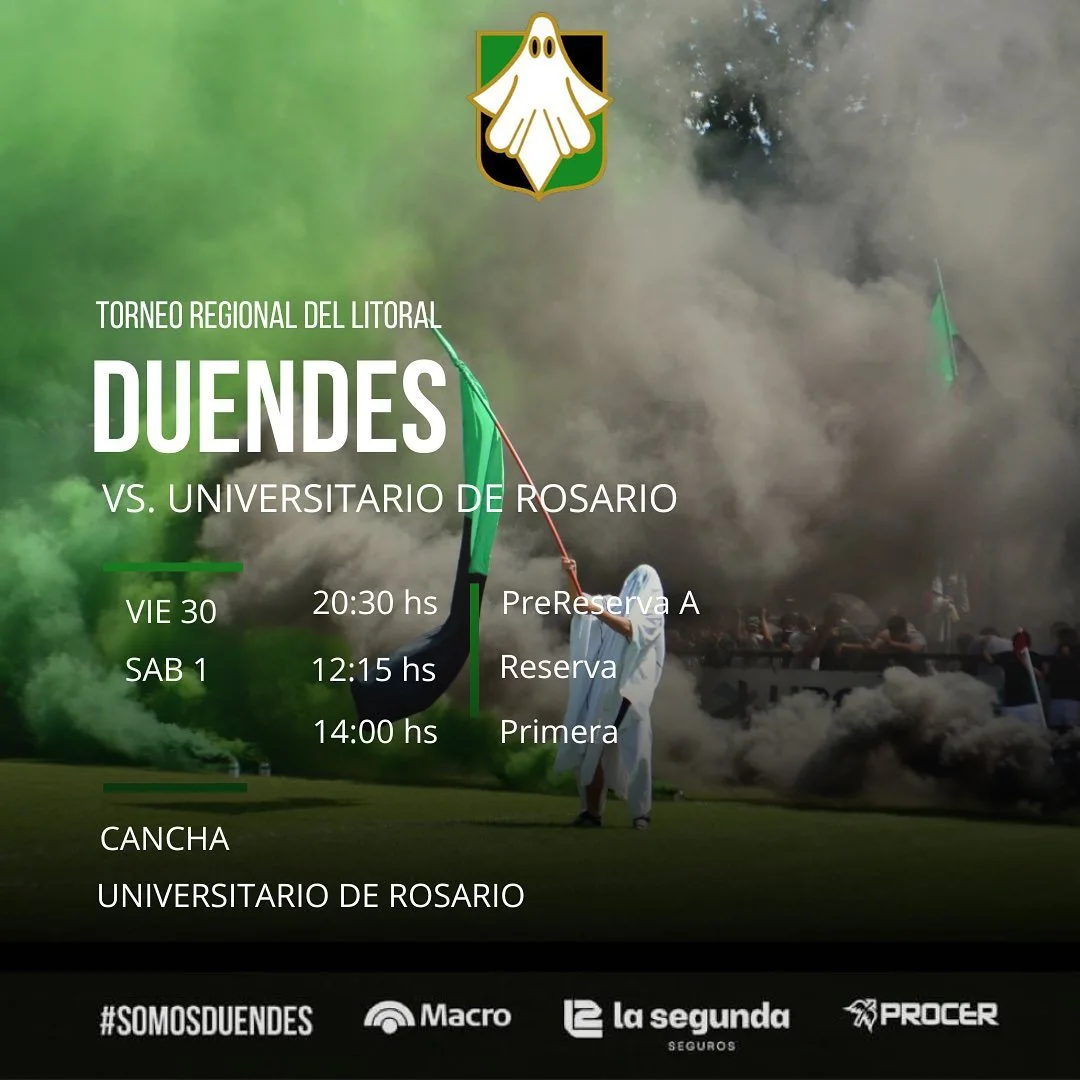 TORNEO REGIONAL DEL LITORAL
DUENDES
VS. UNIVERSITARIO DE ROSARIO
VIE 30 20:30 hs PreReserva A
SAB 1 12:15 hs Reserva
14:00 hs Primera
CANCHA
UNIVERSITARIO DE ROSARIO
#SOMOSDUENDES Macro la segunda PROCER
SEGUROS